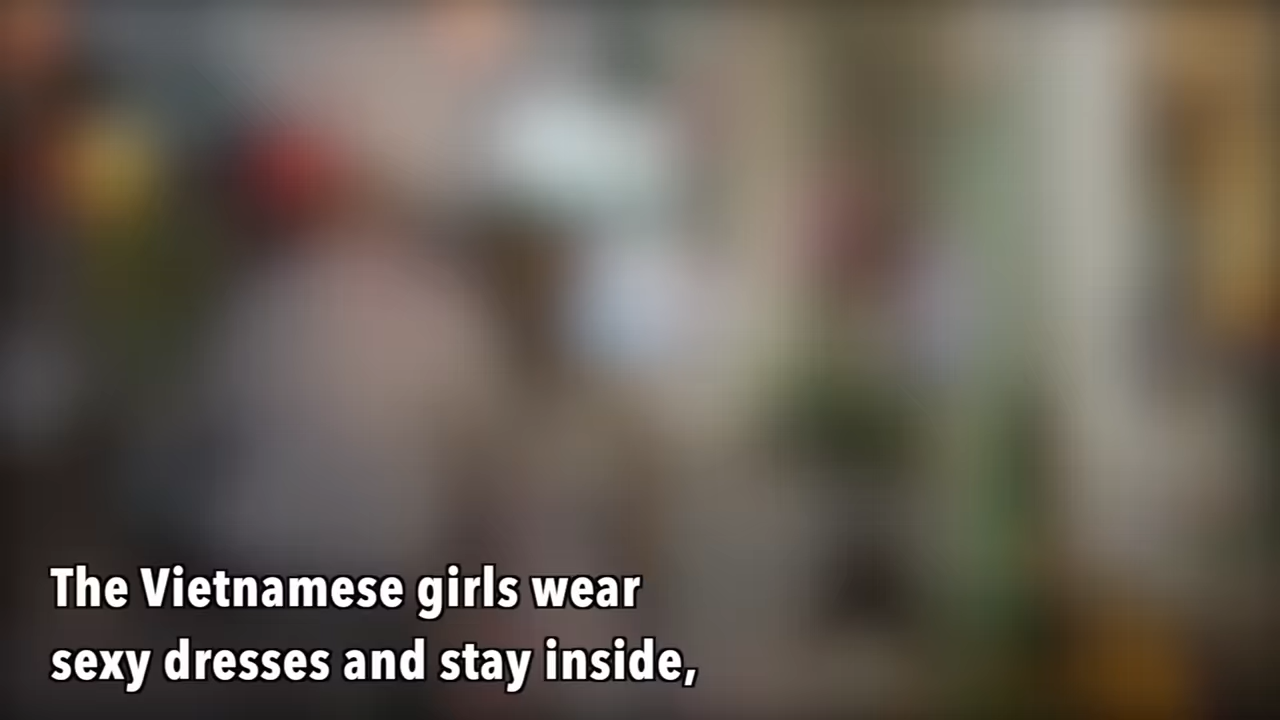 The Vietnamese girls wear
sexy dresses and stay inside,